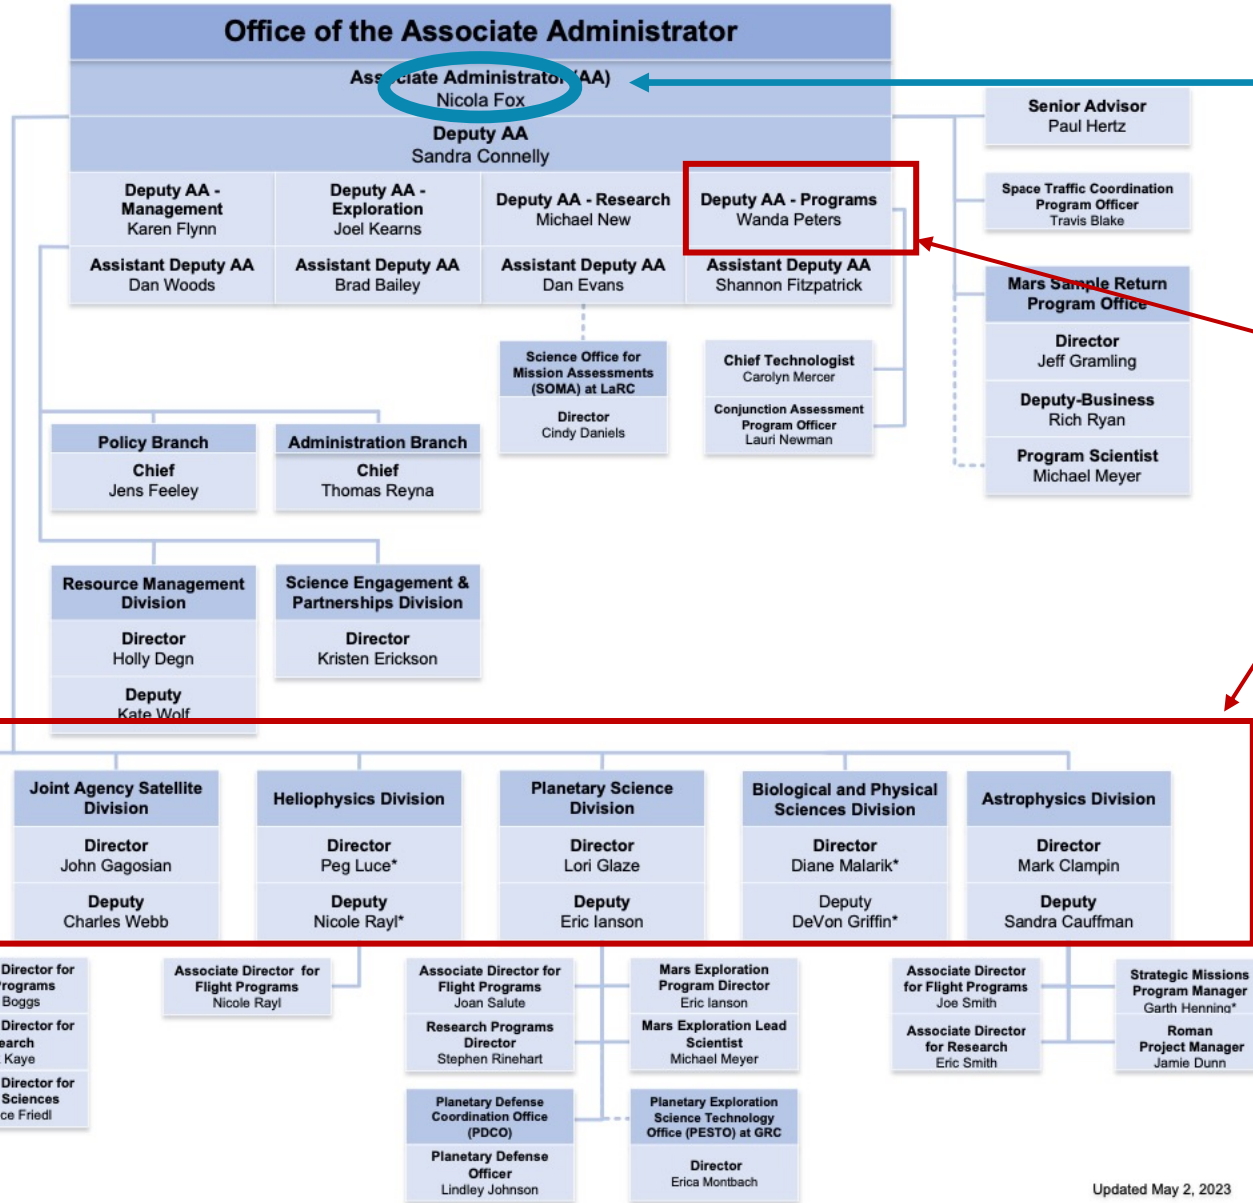 Office of the Associate Administrator
Associate Administrator (AA)
Nicola Fox
Deputy AA
Sandra Connelly
Deputy AA -
Management
Karen Flynn
Deputy AA -
Exploration
Joel Kearns
Deputy AA - Research
Michael New
Deputy AA - Programs
Wanda Peters
Assistant Deputy AA
Dan Woods
Assistant Deputy AA
Brad Bailey
Assistant Deputy AA
Dan Evans
Assistant Deputy AA
Shannon Fitzpatrick
Senior Advisor
Paul Hertz
Space Traffic Coordination
Program Officer
Travis Blake
Mars Sample Return
Program Office
Director
Jeff Gramling
Deputy-Business
Rich Ryan
Program Scientist
Michael Meyer
Science Office for
Mission Assessments
(SOMA) at LaRC
Director
Cindy Daniels
Chief Technologist
Carolyn Mercer
Conjunction Assessment
Program Officer
Lauri Newman
Policy Branch
Chief
Jens Feeley
Administration Branch
Chief
Thomas Reyna
Resource Management
Division
Director
Holly Degn
Deputy
Kate Wolf
Science Engagement &
Partnerships Division
Director
Kristen Erickson
Joint Agency Satellite
Division
Director
John Gagosian
Deputy
Charles Webb
Heliophysics Division
Director
Peg Luce*
Deputy
Nicole Rayl*
Planetary Science
Division
Director
Lori Glaze
Deputy
Eric Ianson
Biological and Physical
Sciences Division
Director
Diane Malarik*
Deputy
DeVon Griffin*
Astrophysics Division
Director
Mark Clampin
Deputy
Sandra Cauffman
Director for
Boggs
Director for
Kaye
Director for
Sciences
Friedl
Associate Director for
Flight Programs
Nicole Rayl
Associate Director for
Flight Programs
Joan Salute
Research Programs
Director
Stephen Rinehart
Mars Exploration
Program Director
Eric Ianson
Mars Exploration Lead
Scientist
Michael Meyer
Planetary Defense
Coordination Office
(PDCO)
Planetary Defense
Officer
Lindley Johnson
Planetary Exploration
Science Technology
Office (PESTO) at GRC
Director
Erica Montbach
Associate Director
for Flight Programs
Joe Smith
Associate Director
for Research
Eric Smith
Strategic Missions
Program Manager
Garth Henning*
Roman
Project Manager
Jamie Dunn
Updated May 2, 2023